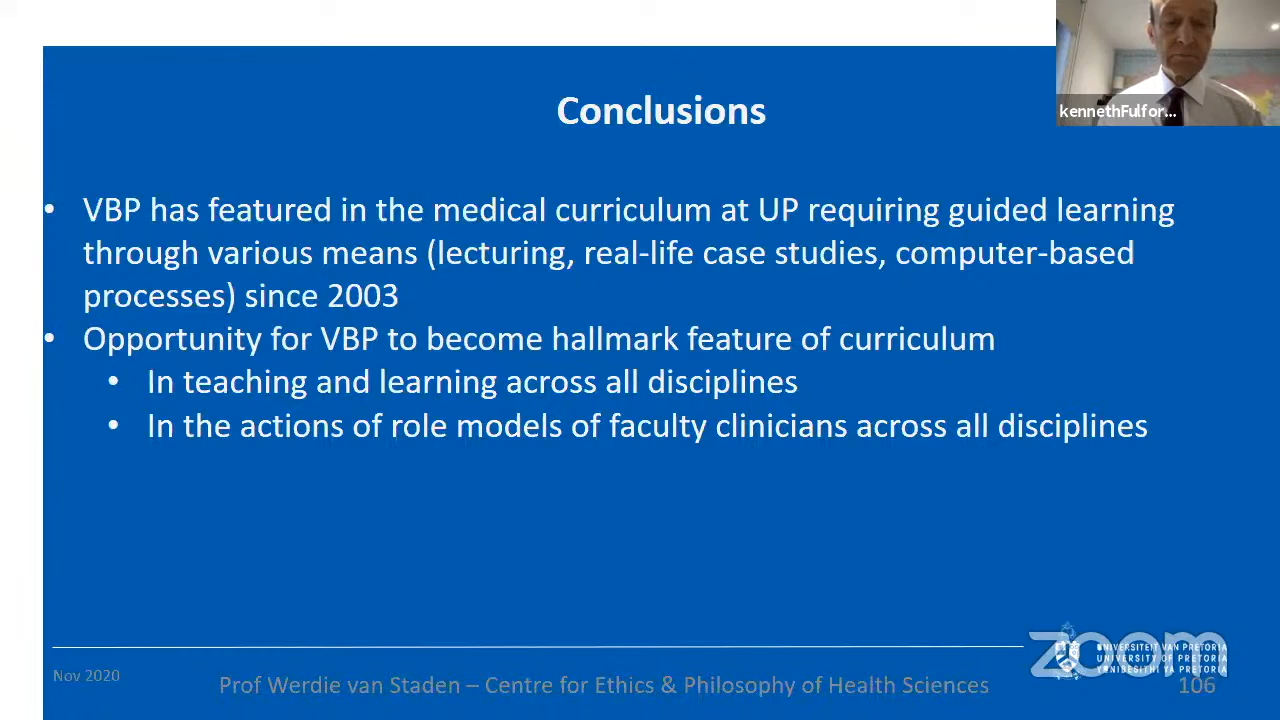 kennethFulfor...
Conclusions
• VBP has featured in the medical curriculum at UP requiring guided learning
through various means (lecturing, real-life case studies, computer-based
processes) since 2003
• Opportunity for VBP to become hallmark feature of curriculum
• In teaching and learning across all disciplines
• In the actions of role models of faculty clinicians across all disciplines
zoom
UNIVERSITEIT VAN PRETORIA
UNIVERSITY OF PRETORIA
YUNIBESITHI YA PRETORIA
Nov 2020
Prof Werdie van Staden – Centre for Ethics & Philosophy of Health Sciences
106